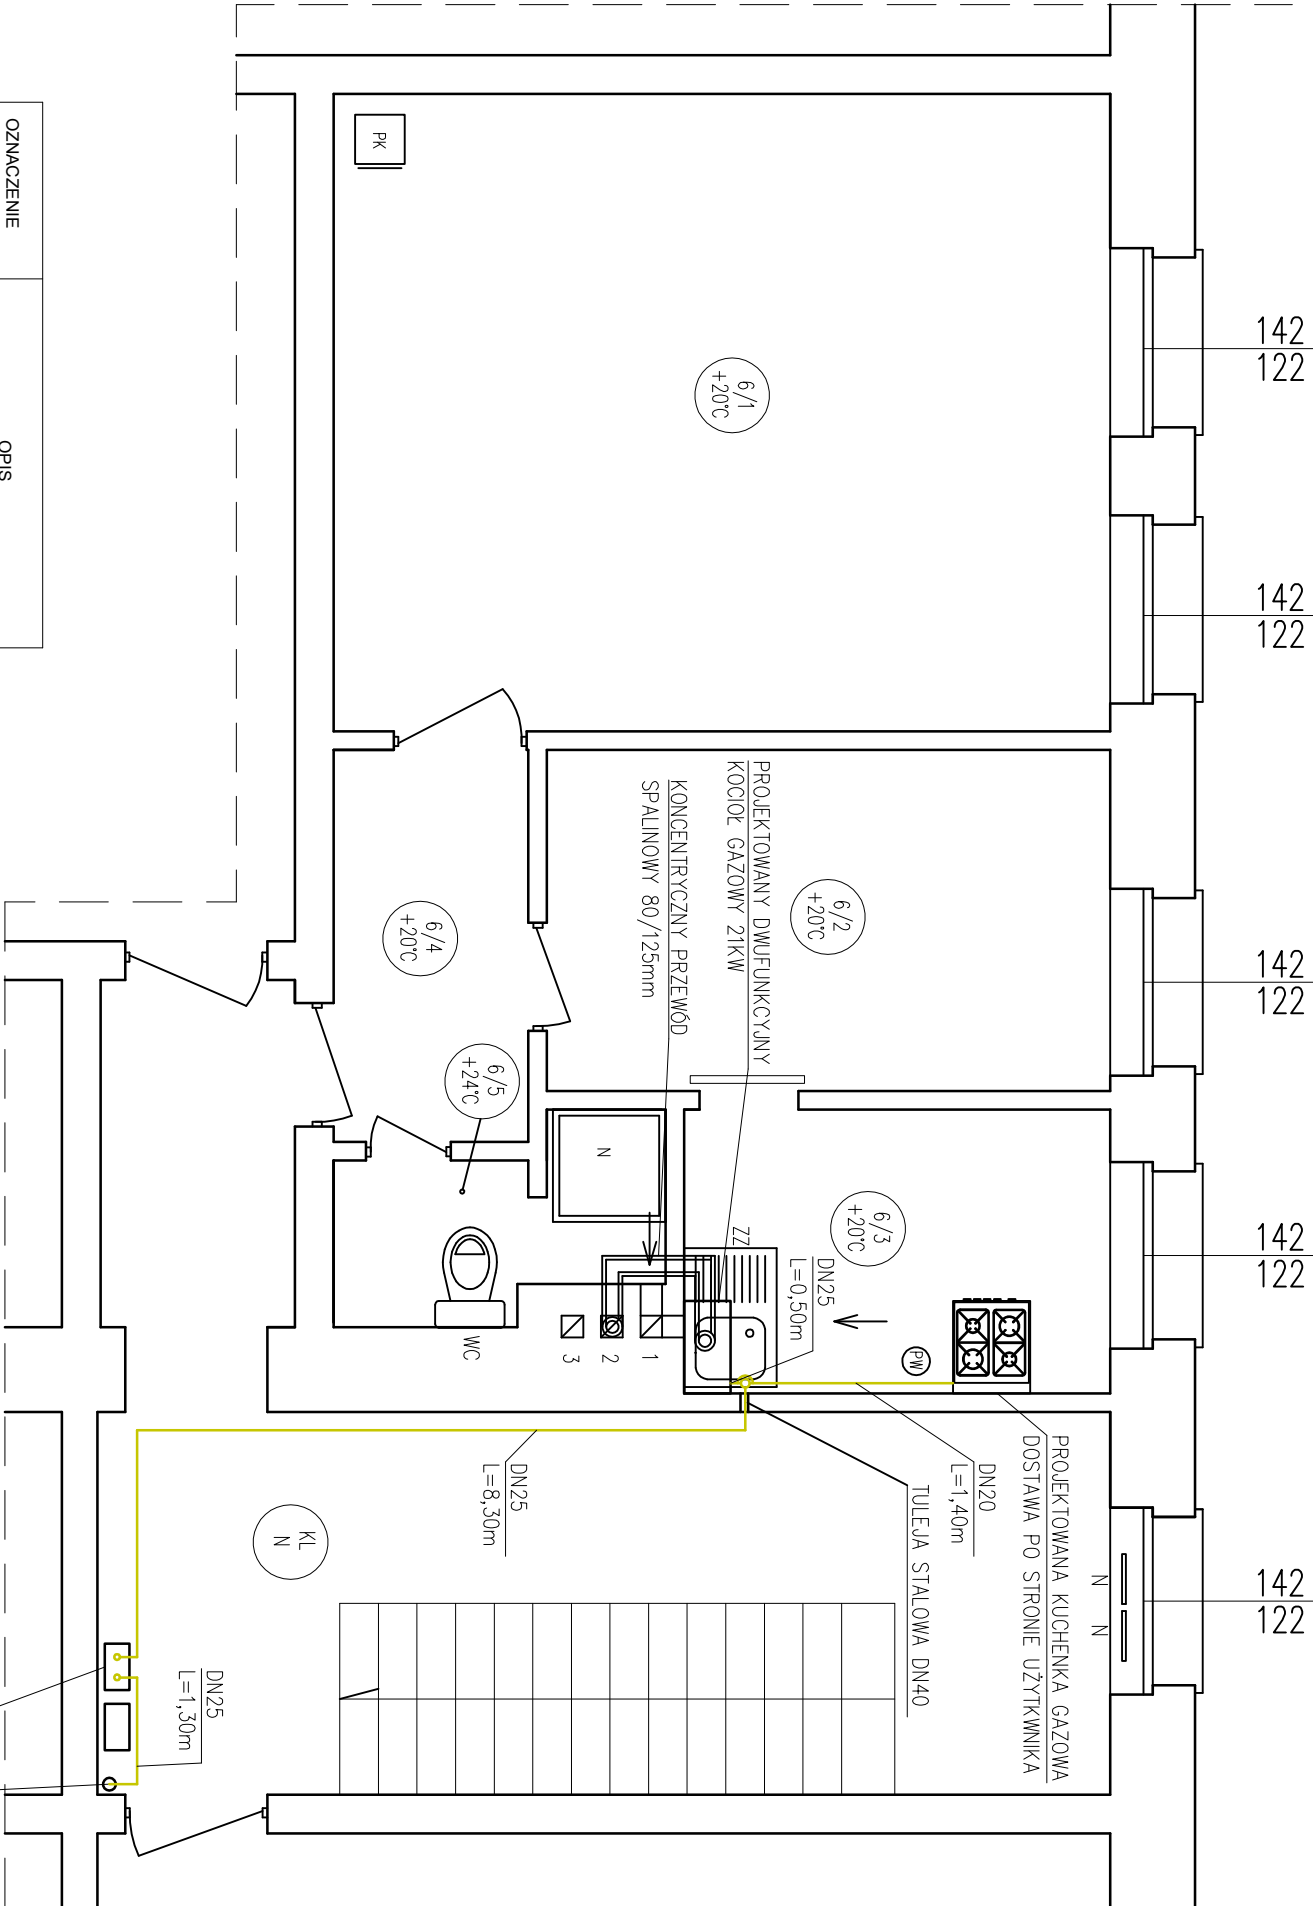 OZNACZENIE
OPIS
PK
6/1
+20°C
142
122
142
122
142
122
142
122
142
122
PROJEKTOWANY DWUFUNKCYJNY
KOCIOŁ GAZOWY 21KW
KONCENTRYCZNY PRZEWÓD
SPALINOWY 80/125mm
6/2
+20°C
6/4
+20°C
6/5
+24°C
6/3
+20°C
N
ZZ
DN25
L=0,50m
PW
WC
1
2
3
PROJEKTOWANA KUCHENKA GAZOWA
DOSTAWA PO STRONIE UŻYTKWNIKA
DN20
L=1,40m
TULEJA STALOWA DN40
DN25
L=8,30m
KL
N
N
N
DN25
L=1,30m